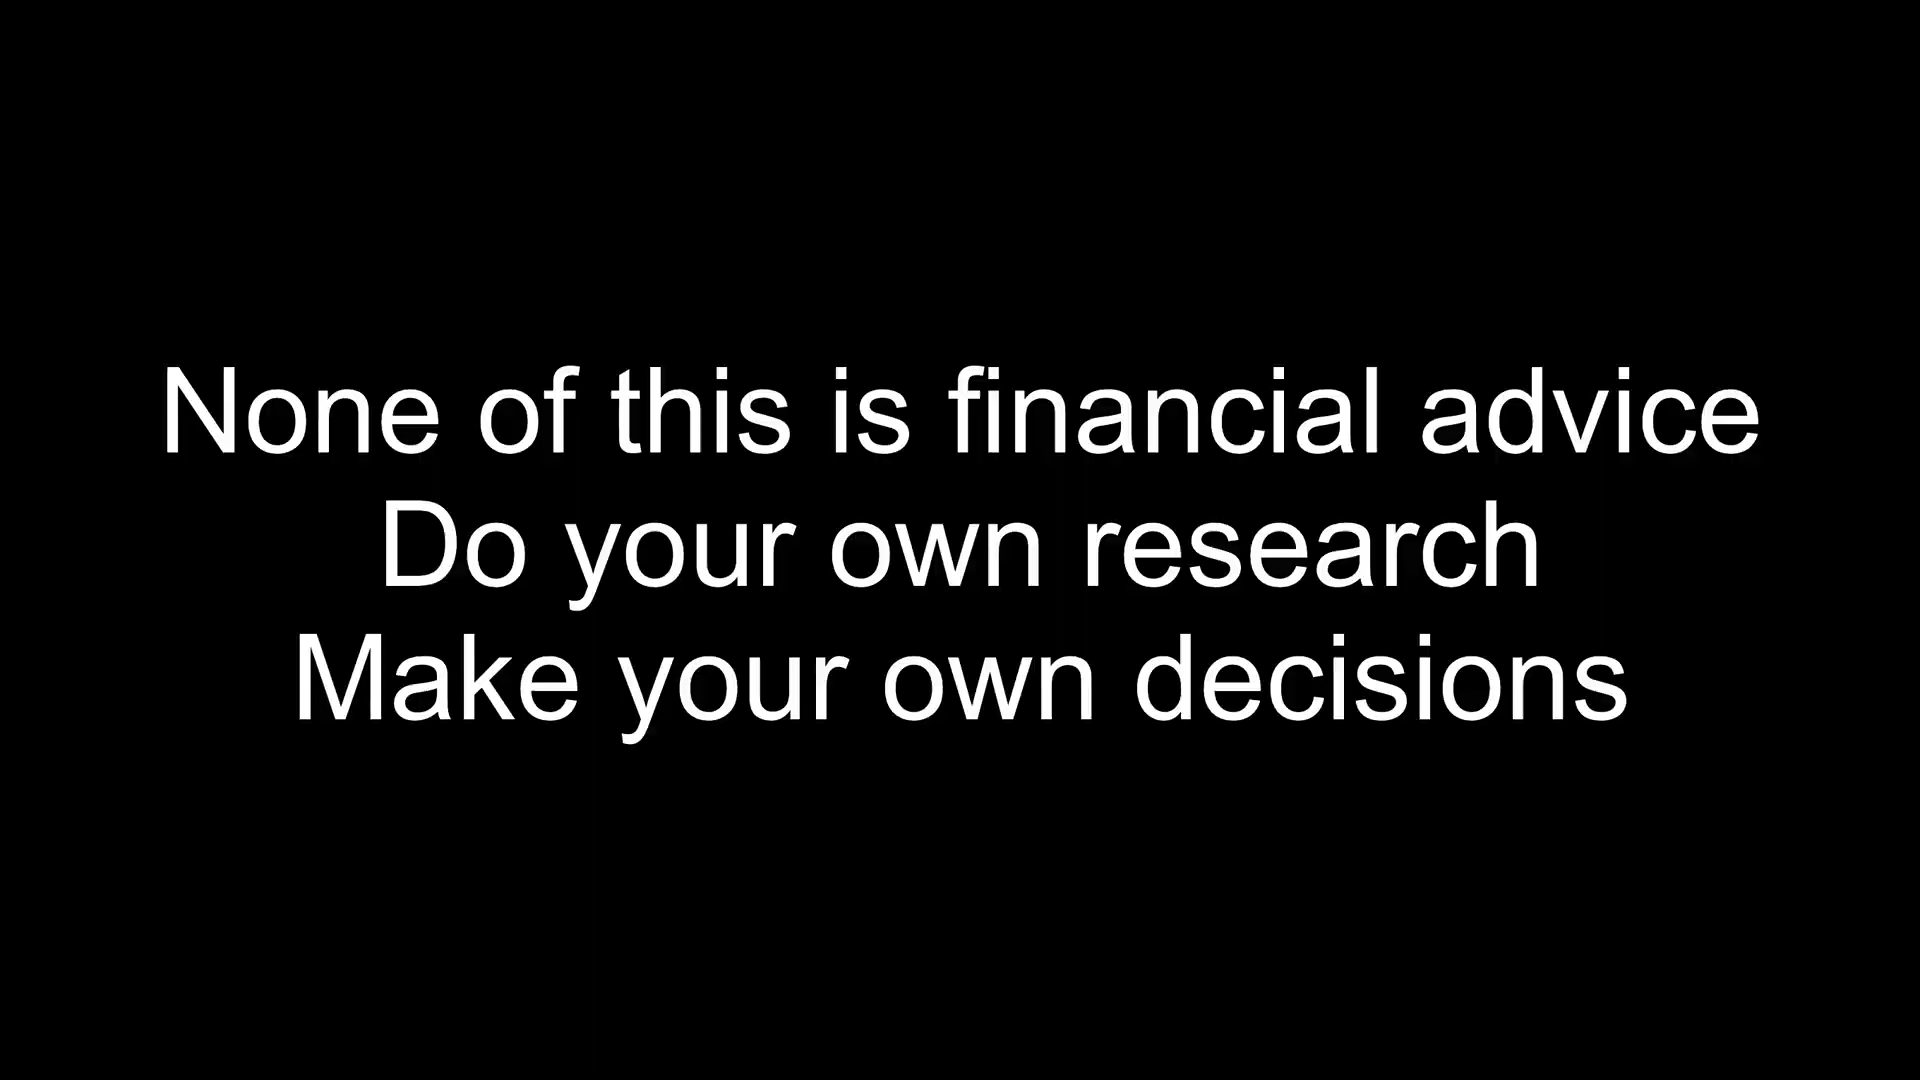 None of this is financial advice
Do your own research
Make your own decisions